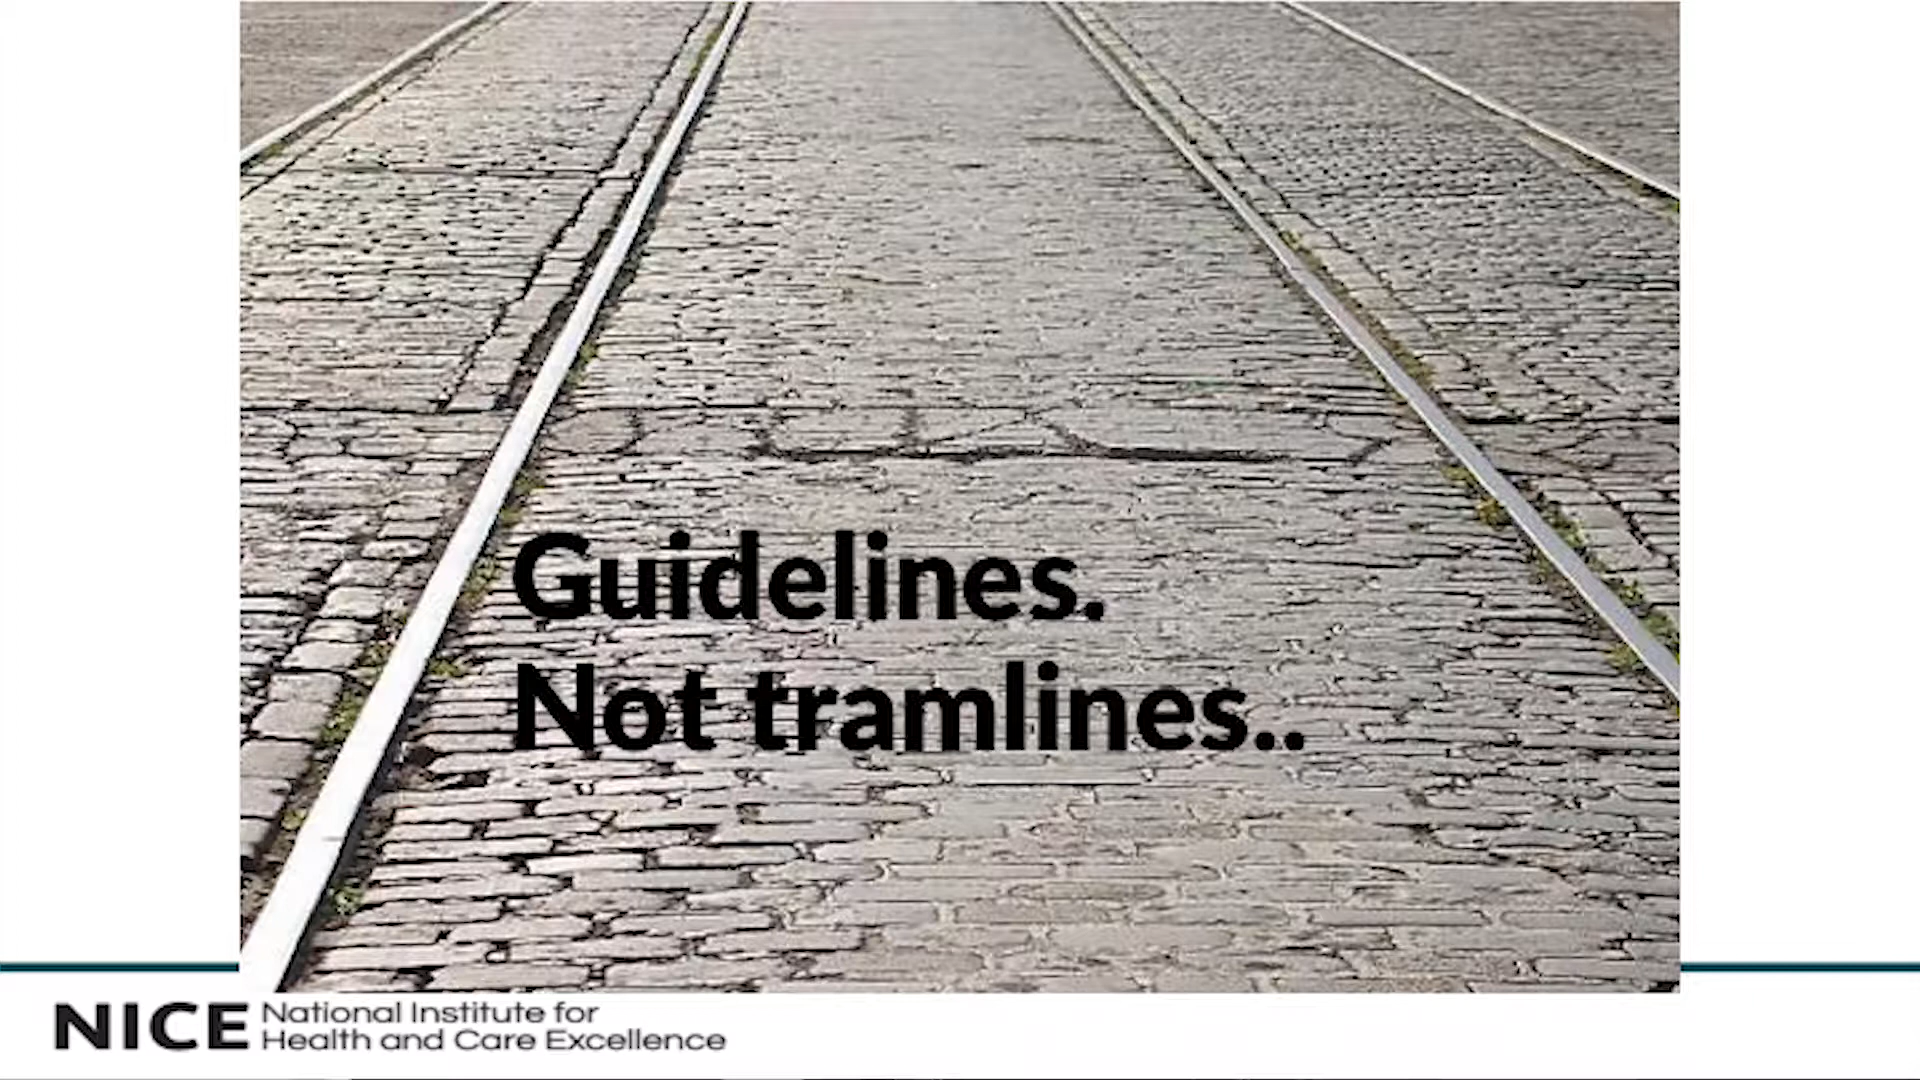 Guidelines.
Not tramlines..
NICE National Institute for
Health and Care Excellence